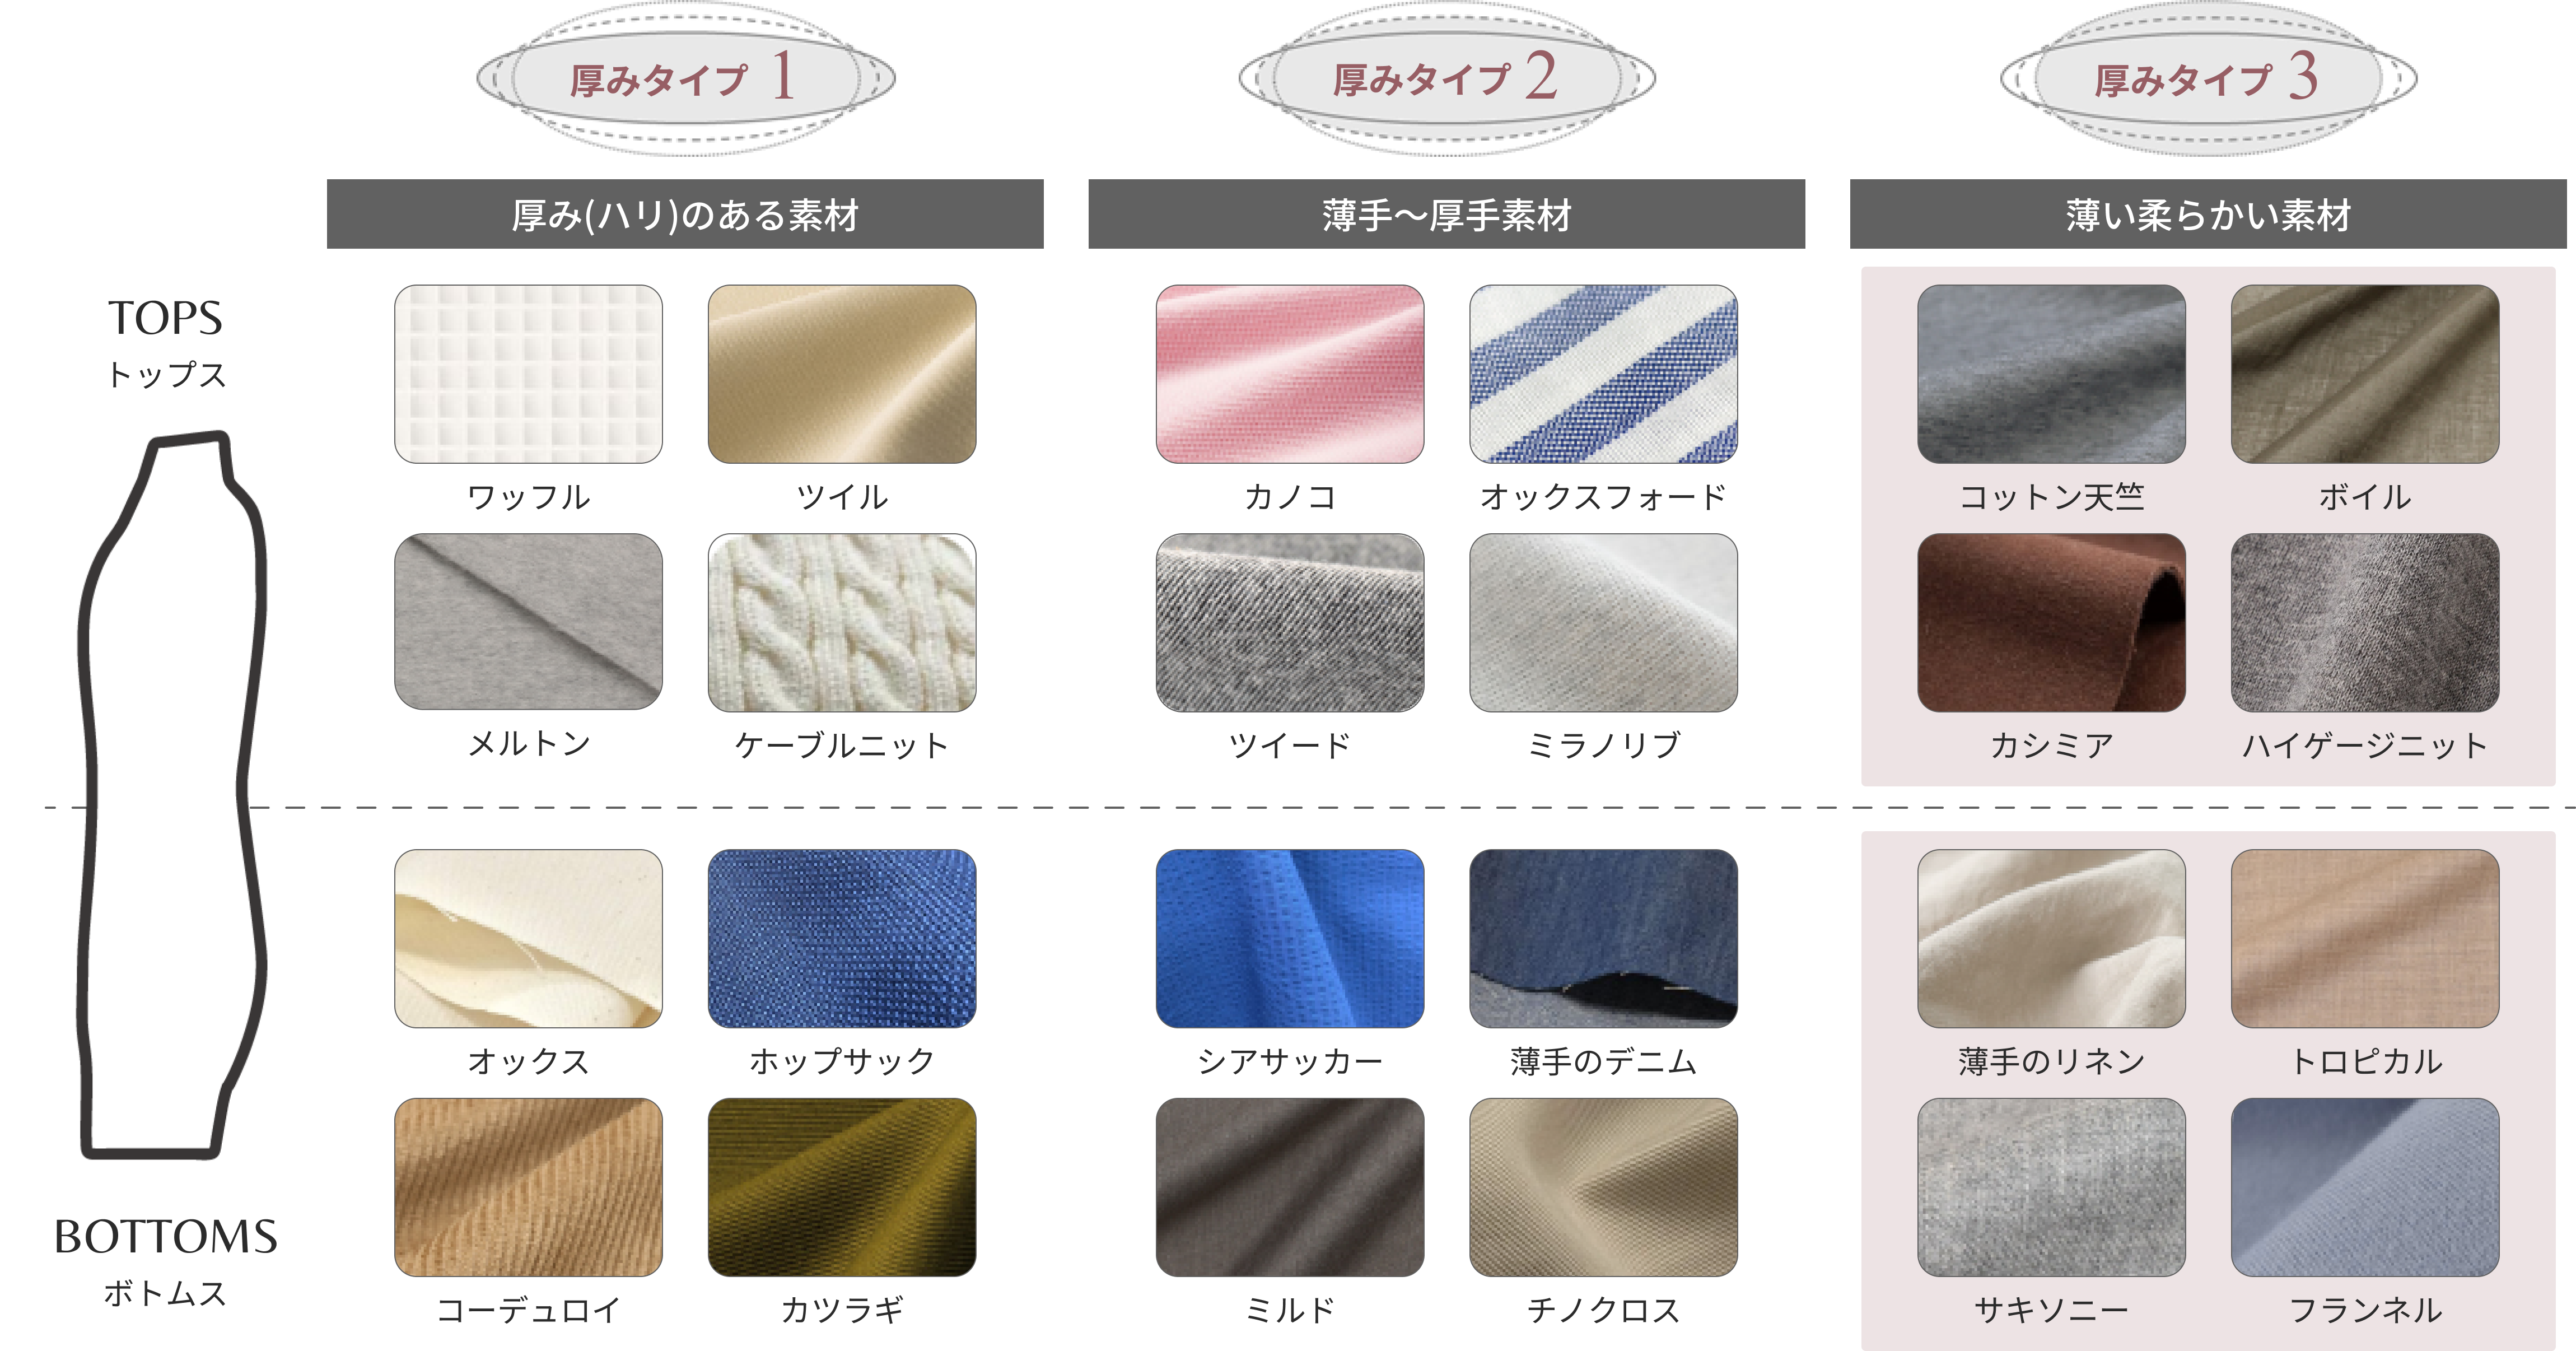 厚みタイプ 1
厚みタイプ 2
厚みタイプ 3
厚み(ハリ)のある素材
薄手～厚手素材
薄い柔らかい素材
TOPS
トップス
ワッフル
ツイル
カノコ
オックスフォード
コットン天竺
ボイル
メルトン
ケーブルニット
ツイード
ミラノリブ
カシミア
ハイゲージニット
オックス
ホップサック
シアサッカー
薄手のデニム
薄手のリネン
トロピカル
BOTTOMS
ボトムス
コーデュロイ
カツラギ
ミルド
チノクロス
サキソニー
フランネル